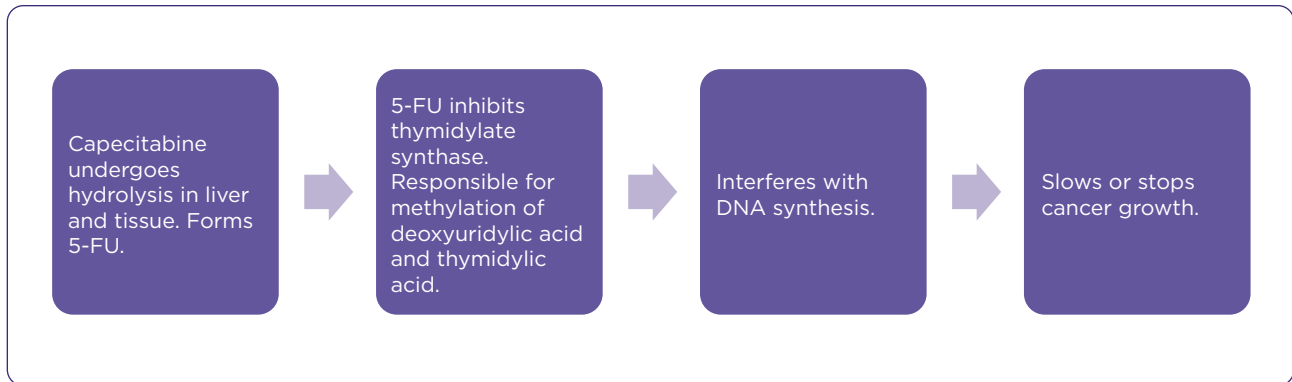 Capecitabine
undergoes
hydrolysis in liver
and tissue. Forms
5-FU.
5-FU inhibits
thymidylate
synthase.
Responsible for
methylation of
deoxyuridylic acid
and thymidylic
acid.
Interferes with
DNA synthesis.
Slows or stops
cancer growth.